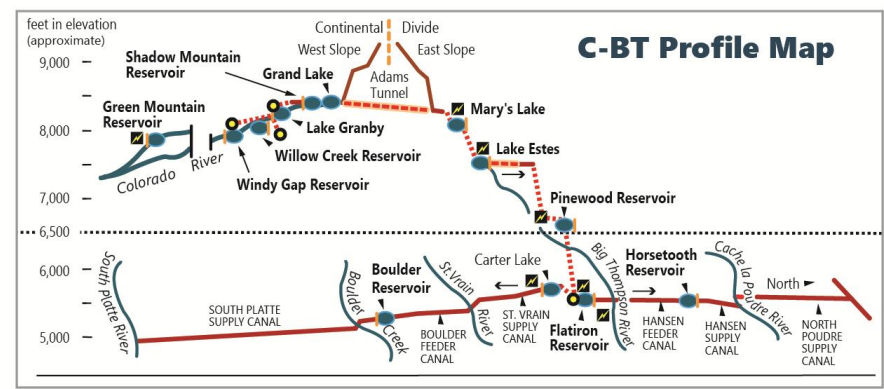 feet in elevation
(approximate)
Continental Divide
West Slope East Slope
C-BT Profile Map
9,000
Shadow Mountain
Reservoir
Grand Lake
Adams
Tunnel
Green Mountain
Reservoir
Mary's Lake
8,000
Lake Granby
Lake Estes
Willow Creek Reservoir
Colorado River
Windy Gap Reservoir
7,000
Pinewood Reservoir
6,500
South Platte River
6,000
Boulder Creek
Boulder
Reservoir
St.Vrain River
Carter Lake
Big Thompson River
Horsetooth
Reservoir
Cache la Poudre River
North
SOUTH PLATTE
SUPPLY CANAL
BOULDER
FEEDER
CANAL
ST. VRAIN
SUPPLY
CANAL
Flatiron
Reservoir
HANSEN
FEEDER
CANAL
HANSEN
SUPPLY
CANAL
NORTH
POUDRE
SUPPLY
CANAL
5,000